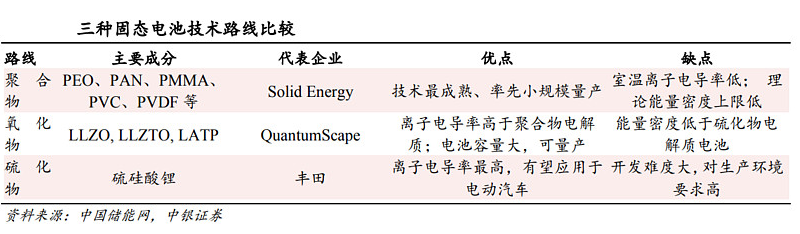 三种固态电池技术路线比较
路线 主要成分 代表企业 优点 缺点
聚合 PEO, PAN, PMMA, 室温离子电导率低； 理
物 PVC, PVDF 等 Solid Energy 技术最成熟、率先小规模量产 论能量密度上限低
氧化 离子电导率高于聚合物电解 能量密度低于硫化物电
物 LLZO, LLZTO, LATP QuantumScape 质；电池容量大，可量产 解质电池
硫化 离子电导率最高，有望应用于 开发难度大，对生产环境
物 硫硅酸锂 丰田 电动汽车 要求高
资料来源：中国储能网，中银证券